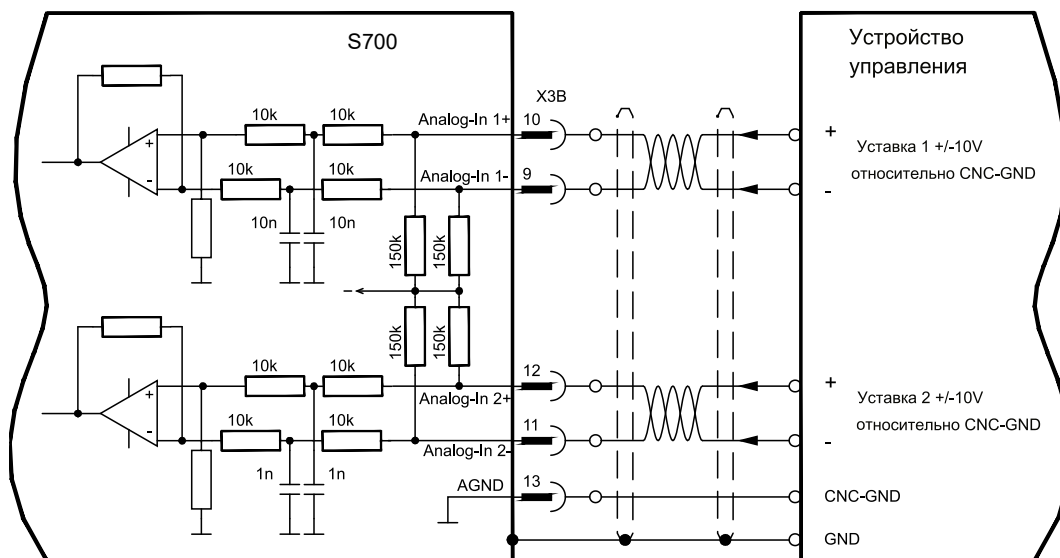 S700
Устройство
управления
X3B
10k
10k
Analog-In 1+
10
+
+
Уставка 1 +/-10V
относительно CNC-GND
10k
10k
Analog-In 1-
9
-
-
10n
10n
150k
150k
150k
150k
10k
10k
12
+
+
Analog-In 2+
Уставка 2 +/-10V
относительно CNC-GND
10k
10k
11
-
-
Analog-In 2-
1n
1n
AGND
13
CNC-GND
GND